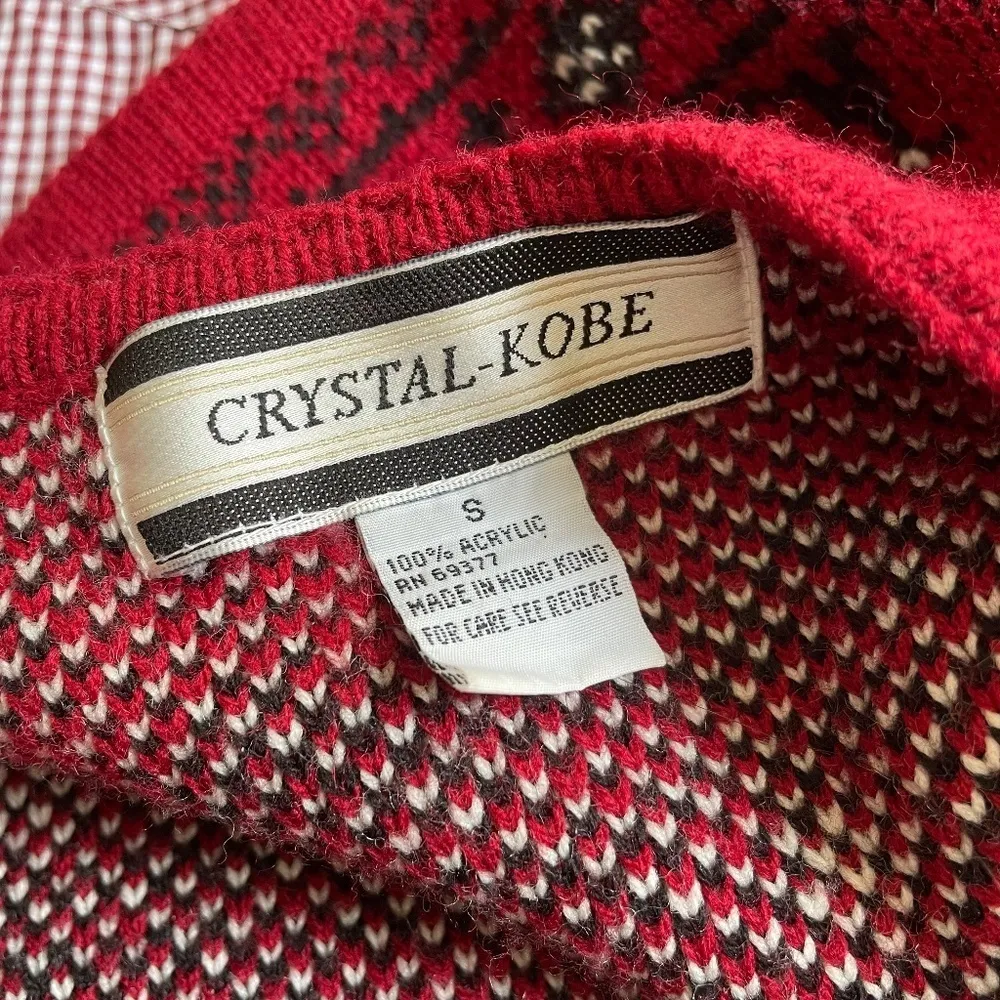 CRYSTAL-KOBE
S
100% ACRYLIC
RN 69377
MADE IN HONG KONG
FOR CARE SEE REVERSE